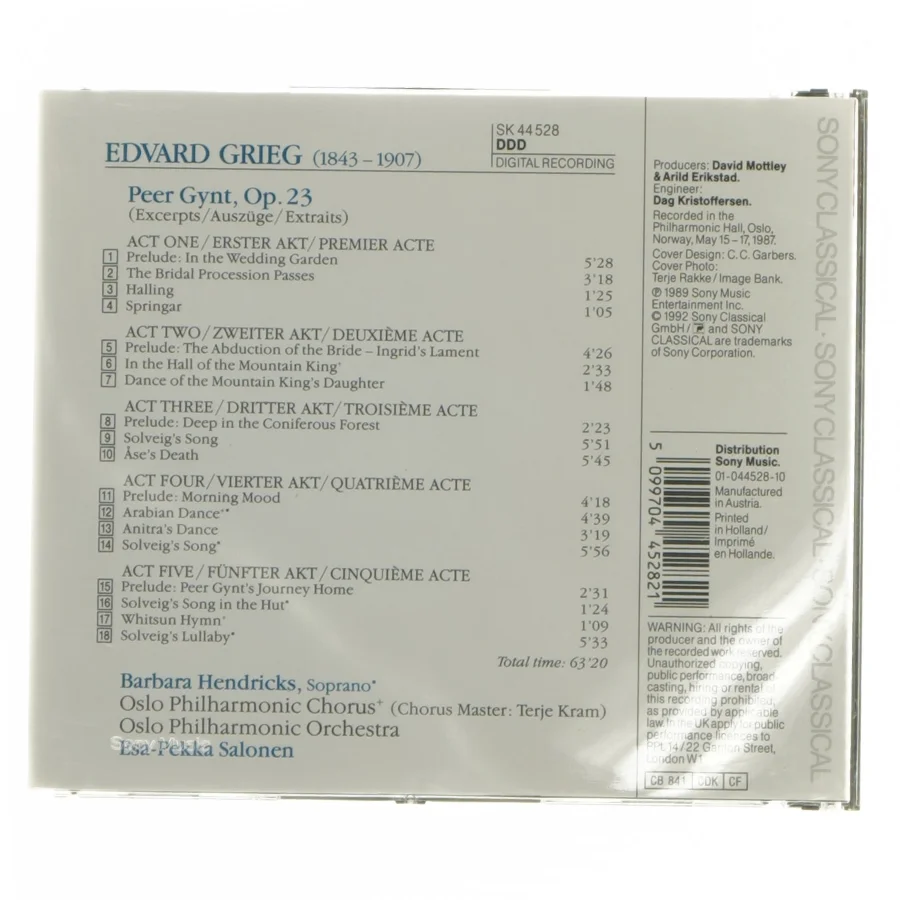 EDVARD GRIEG (1843–1907)
SK 44528
DDD
DIGITAL RECORDING
Peer Gynt, Op. 23
(Excerpts/Auszüge/Extraits)
ACT ONE/ERSTER AKT/PREMIER ACTE
1 Prelude: In the Wedding Garden 5'28
2 The Bridal Procession Passes 3'18
3 Halling 1'25
4 Springar 1'05
ACT TWO/ZWEITER AKT/DEUXIÈME ACTE
5 Prelude: The Abduction of the Bride – Ingrid's Lament 4'26
6 In the Hall of the Mountain King+ 2'33
7 Dance of the Mountain King's Daughter 1'48
ACT THREE/DRITTER AKT/TROISIÈME ACTE
8 Prelude: Deep in the Coniferous Forest 2'23
9 Solveig's Song 5'51
10 Åse's Death 5'45
ACT FOUR/VIERTER AKT/QUATRIÈME ACTE
11 Prelude: Morning Mood 4'18
12 Arabian Dance+* 4'39
13 Anitra's Dance 3'19
14 Solveig's Song* 5'56
ACT FIVE/FÜNFTER AKT/CINQUIÈME ACTE
15 Prelude: Peer Gynt's Journey Home 2'31
16 Solveig's Song in the Hut* 1'24
17 Whitsun Hymn+ 1'09
18 Solveig's Lullaby* 5'33
Total time: 63'20
Barbara Hendricks, Soprano*
Oslo Philharmonic Chorus+ (Chorus Master: Terje Kram)
Oslo Philharmonic Orchestra
Esa-Pekka Salonen
Sony Music
Producers: David Mottley
& Arild Erikstad.
Engineer:
Dag Kristoffersen.
Recorded in the
Philharmonic Hall, Oslo,
Norway, May 15–17, 1987.
Cover Design: C. C. Garbers.
Cover Photo:
Terje Rakke/Image Bank.
℗ 1989 Sony Music
Entertainment Inc.
© 1992 Sony Classical
GmbH/ and SONY
CLASSICAL are trademarks
of Sony Corporation.
5 099704 452821
Distribution
Sony Music.
01-044528-10
Manufactured
in Austria.
Printed
in Holland/
Imprimé
en Hollande.
WARNING: All rights of the
producer and the owner of
the recorded work reserved.
Unauthorized copying,
public performance, broad-
casting, hiring or rental of
this recording prohibited,
as provided by applicable
law. In the UK apply for public
performance licences to
PPL 14/22 Ganton Street,
London W1
CB 841 CDK CF
SONY CLASSICAL · SONY CLASSICAL · SONY CLASSICAL